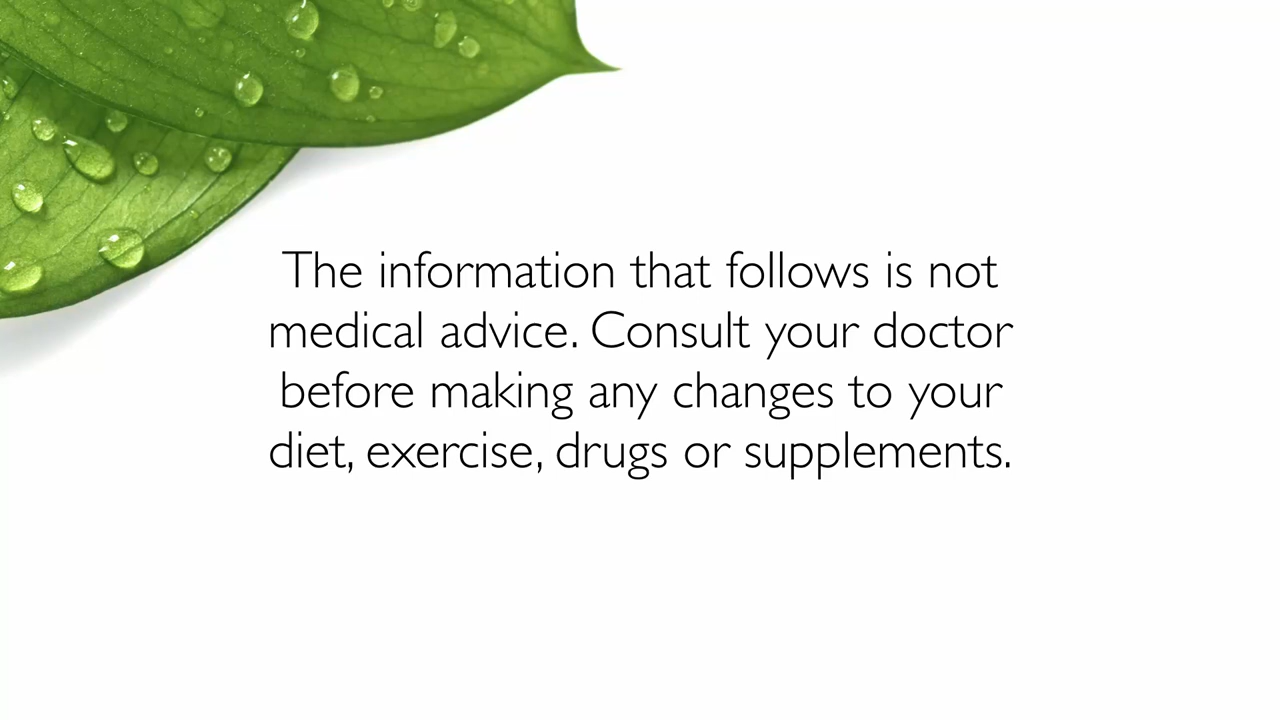 The information that follows is not
medical advice. Consult your doctor
before making any changes to your
diet, exercise, drugs or supplements.